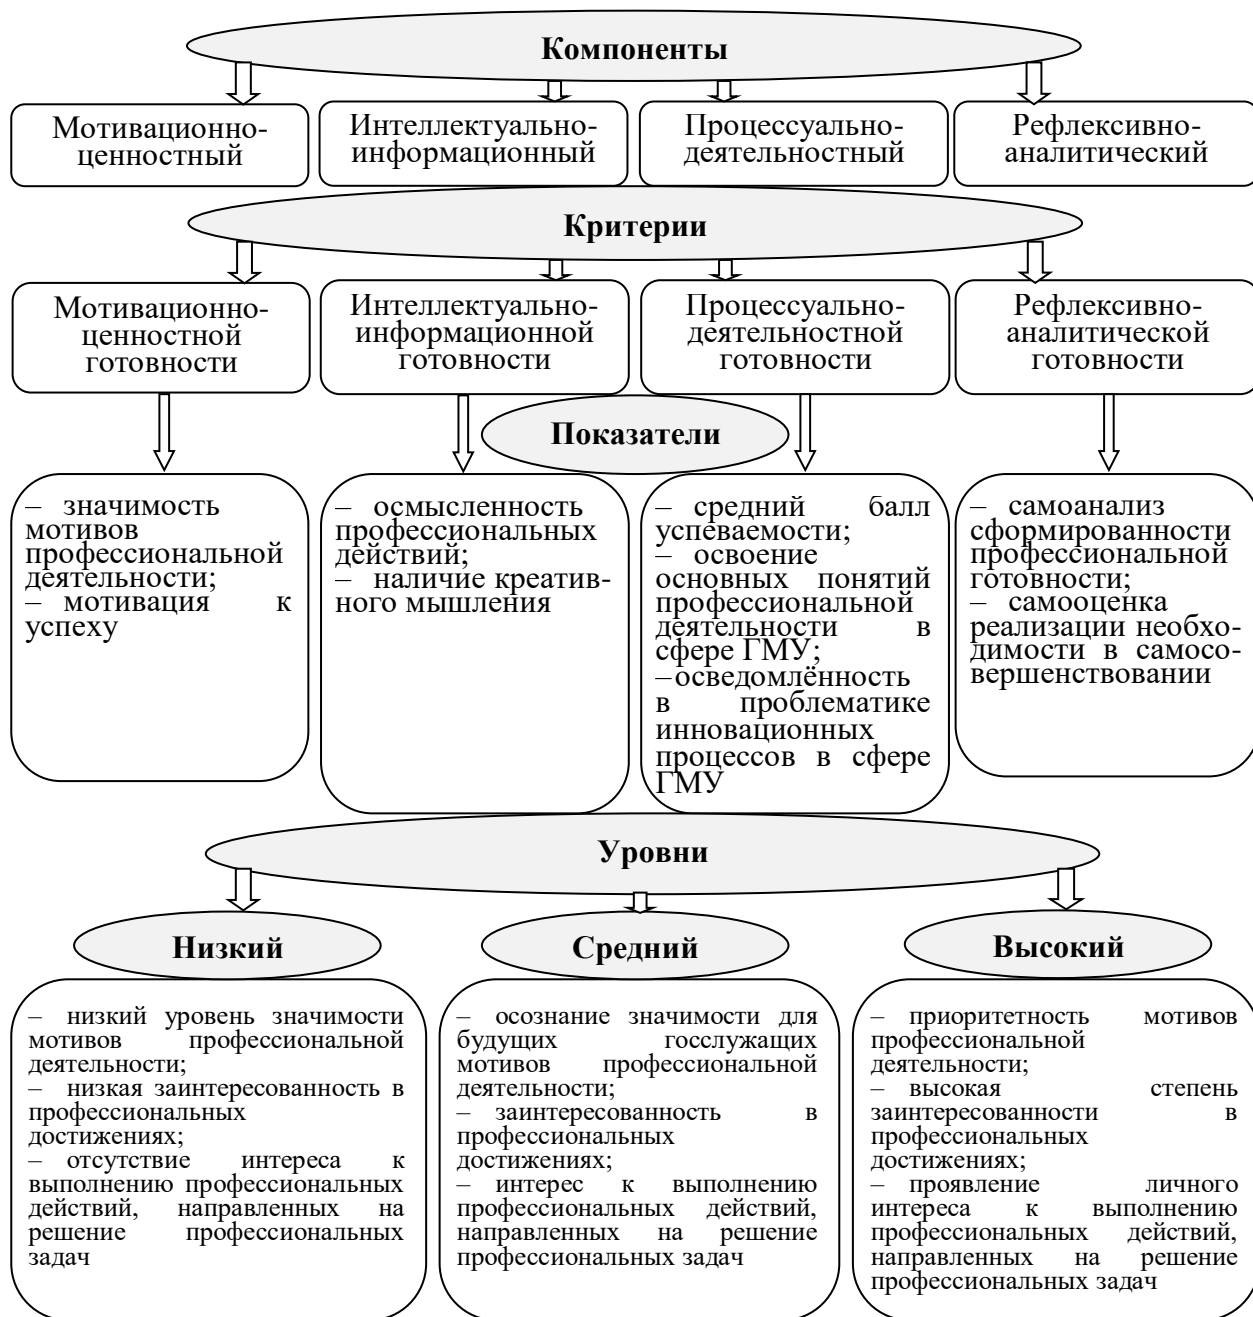 Компоненты
Мотивационно-
ценностный
Интеллектуально-
информационный
Процессуально-
деятельностный
Рефлексивно-
аналитический
Критерии
Мотивационно-
ценностной
готовности
Интеллектуально-
информационной
готовности
Процессуально-
деятельностной
готовности
Рефлексивно-
аналитической
готовности
Показатели
– значимость
мотивов
профессиональной
деятельности;
– мотивация к
успеху
– осмысленность
профессиональных
действий;
– наличие креатив-
ного мышления
– средний балл
успеваемости;
– освоение
основных понятий
профессиональной
деятельности в
сфере ГМУ;
– осведомлённость
в проблематике
инновационных
процессов в сфере
ГМУ
– самоанализ
сформированности
профессиональной
готовности;
– самооценка
реализации необхо-
димости в самосо-
вершенствовании
Уровни
Низкий
Средний
Высокий
– низкий уровень значимости
мотивов профессиональной
деятельности;
– низкая заинтересованность в
профессиональных
достижениях;
– отсутствие интереса к
выполнению профессиональных
действий, направленных на
решение профессиональных
задач
– осознание значимости для
будущих госслужащих
мотивов профессиональной
деятельности;
– заинтересованность в
профессиональных
достижениях;
– интерес к выполнению
профессиональных действий,
направленных на решение
профессиональных задач
– приоритетность мотивов
профессиональной
деятельности;
– высокая степень
заинтересованности в
профессиональных
достижениях;
– проявление личного
интереса к выполнению
профессиональных действий,
направленных на решение
профессиональных задач